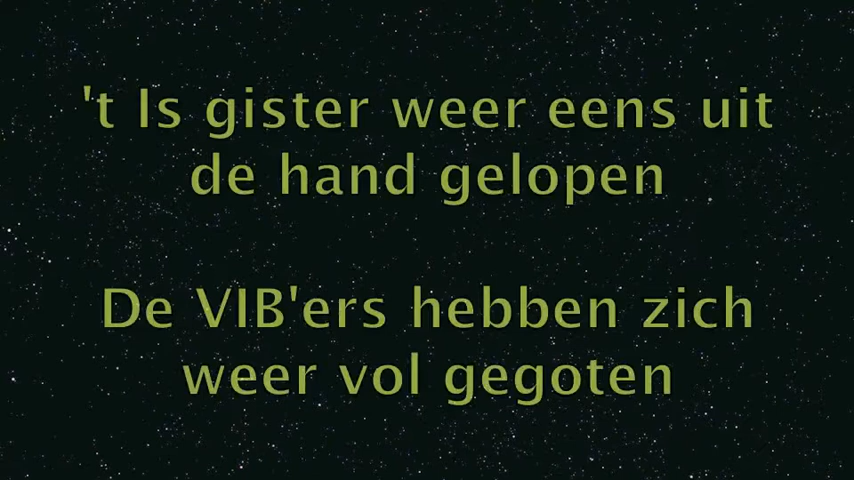 't Is gister weer eens uit
de hand gelopen
De VIB'ers hebben zich
weer vol gegoten